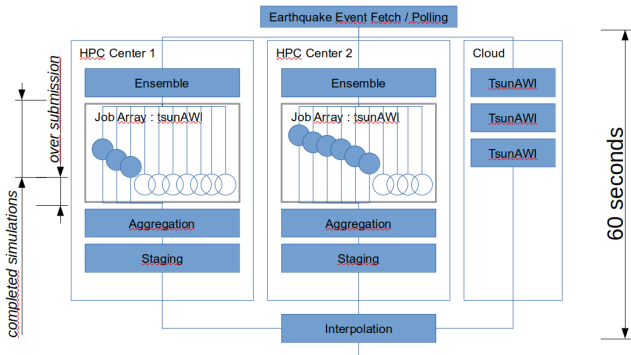 Earthquake Event Fetch / Polling
HPC Center 1
HPC Center 2
Cloud
Ensemble
Ensemble
TsunAWI
Job Array : tsunAWI
Job Array : tsunAWI
TsunAWI
TsunAWI
Aggregation
Aggregation
Staging
Staging
Interpolation
over submission
completed simulations
60 seconds